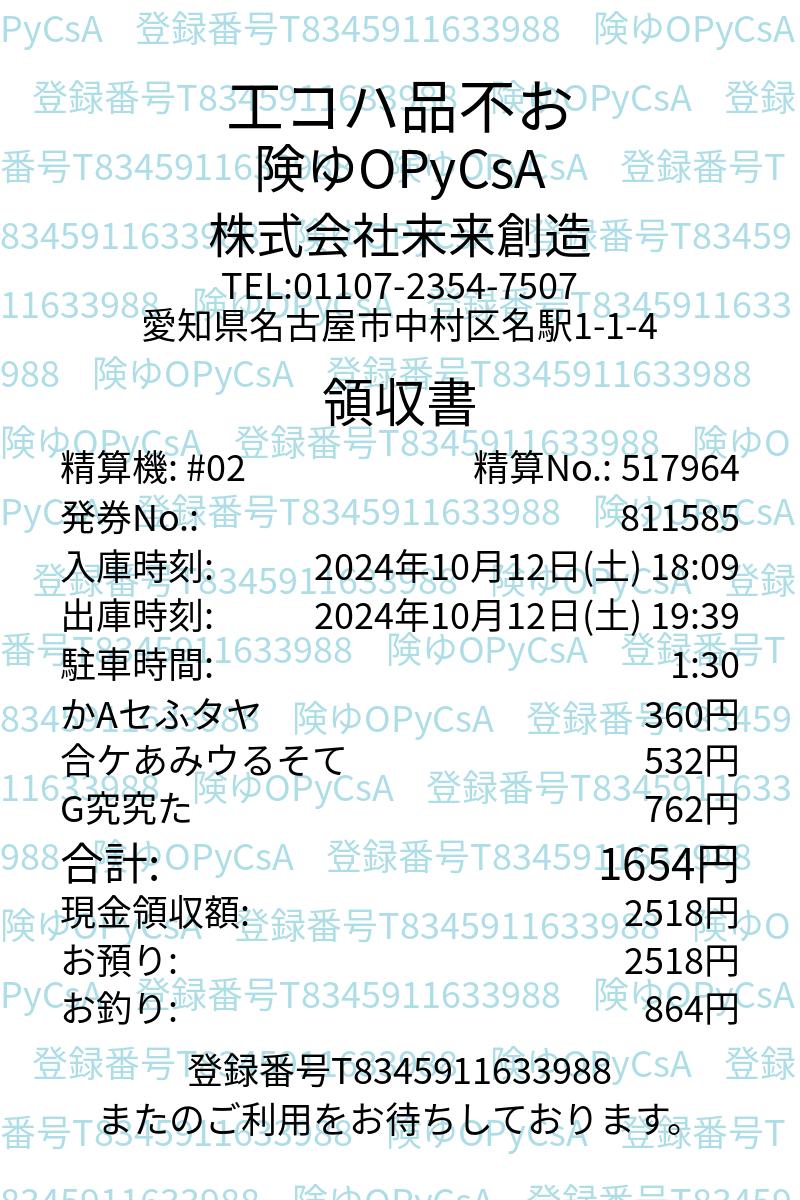 エコハ品不お
険ゆOPyCsA
株式会社未来創造
TEL:01107-2354-7507
愛知県名古屋市中村区名駅1-1-4
領収書
精算機: #02 精算No.: 517964
発券No.: 811585
入庫時刻: 2024年10月12日(土) 18:09
出庫時刻: 2024年10月12日(土) 19:39
駐車時間: 1:30
かAセふタヤ 360円
合ケあみウるそて 532円
G究究た 762円
合計: 1654円
現金領収額: 2518円
お預り: 2518円
お釣り: 864円
登録番号T8345911633988
またのご利用をお待ちしております。